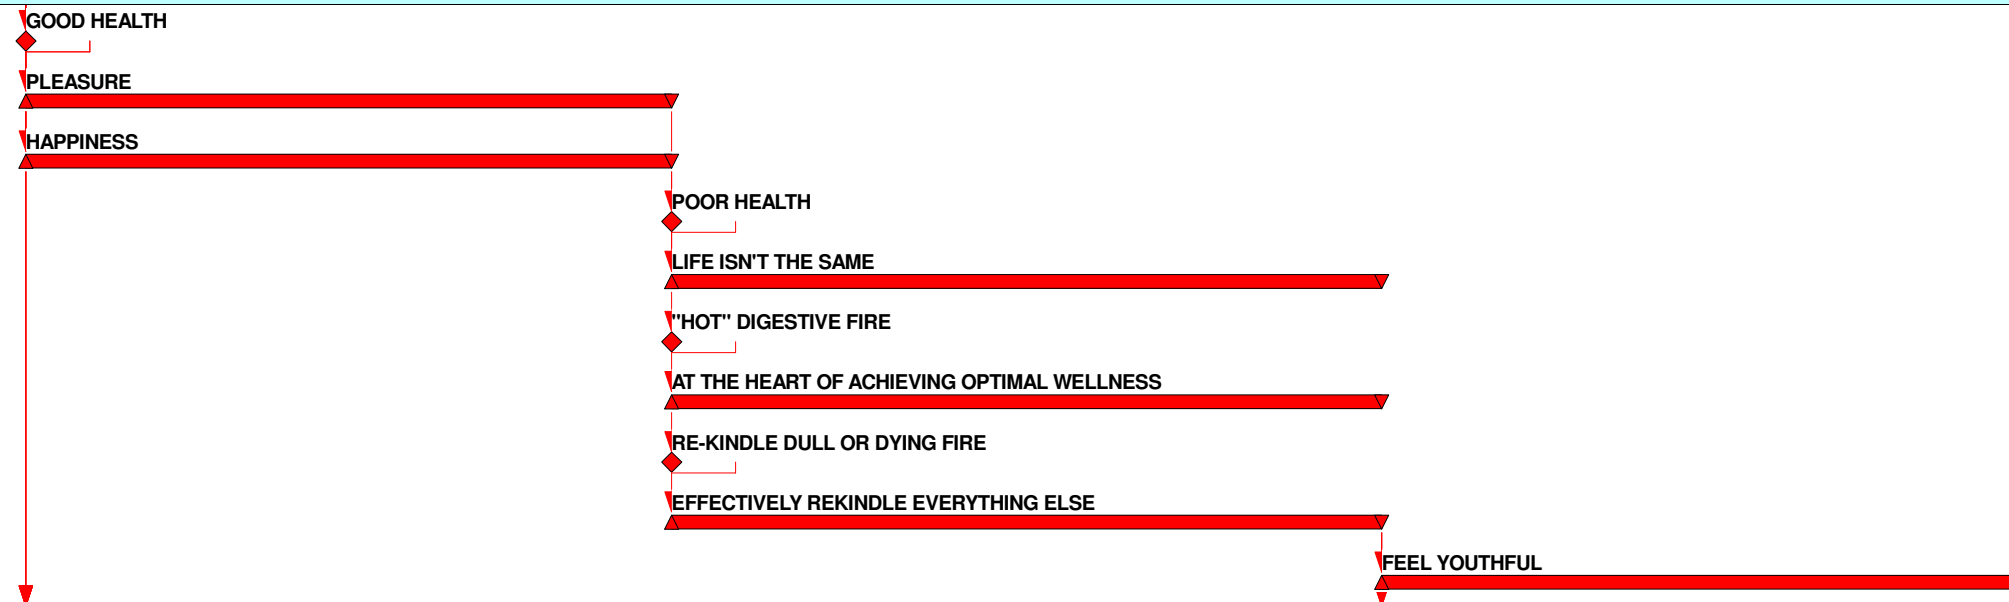 GOOD HEALTH
PLEASURE
HAPPINESS
POOR HEALTH
LIFE ISN'T THE SAME
"HOT" DIGESTIVE FIRE
AT THE HEART OF ACHIEVING OPTIMAL WELLNESS
RE-KINDLE DULL OR DYING FIRE
EFFECTIVELY REKINDLE EVERYTHING ELSE
FEEL YOUTHFUL